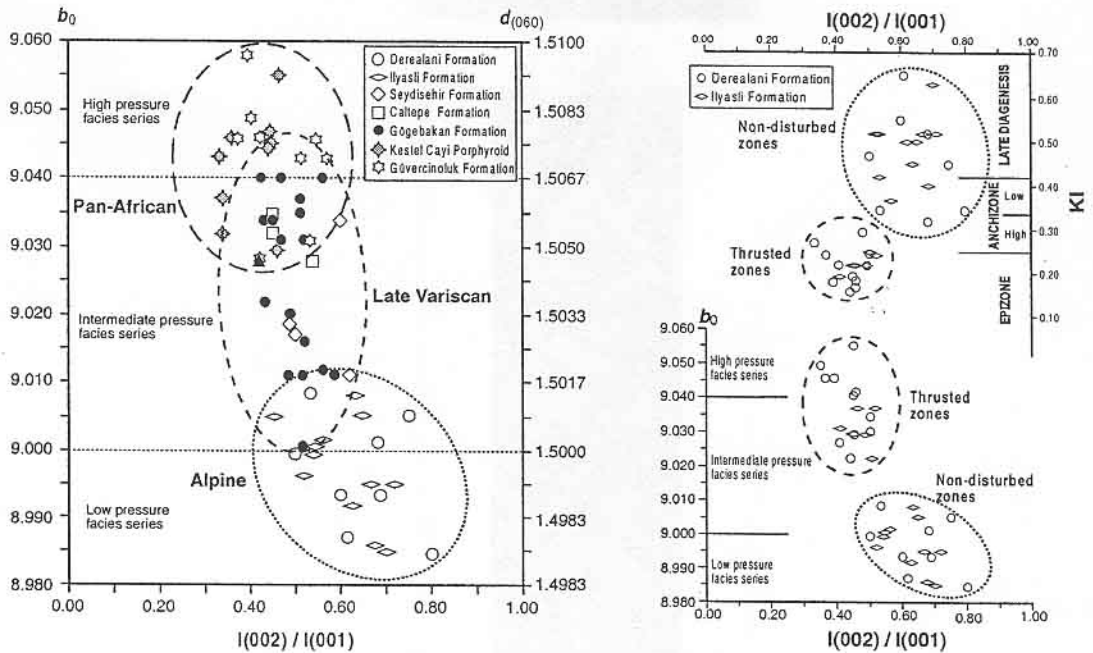 b0
d(060)
9.060
9.050
9.040
9.030
9.020
9.010
9.000
8.990
8.980
1.5100
1.5083
1.5067
1.5050
1.5033
1.5017
1.5000
1.4983
1.4983
0.00
0.20
0.40
0.60
0.80
1.00
I(002) / I(001)
High pressure
facies series
Pan-African
Intermediate pressure
facies series
Late Variscan
Alpine
Low pressure
facies series
Derealani Formation
Ilyasli Formation
Seydisehir Formation
Caltepe Formation
Gögebakan Formation
Kestel Cayi Porphyroid
Güvercinoluk Formation
I(002) / I(001)
0.00
0.20
0.40
0.60
0.80
1.00
0.70
0.60
0.50
0.40
0.30
0.20
0.10
KI
LATE DIAGENESIS
ANCHIZONE
Low
High
EPIZONE
Derealani Formation
Ilyasli Formation
Non-disturbed
zones
Thrusted
zones
b0
9.060
9.050
9.040
9.030
9.020
9.010
9.000
8.990
8.980
High pressure
facies series
Thrusted
zones
Intermediate pressure
facies series
Non-disturbed
zones
Low pressure
facies series
0.00
0.20
0.40
0.60
0.80
1.00
I(002) / I(001)